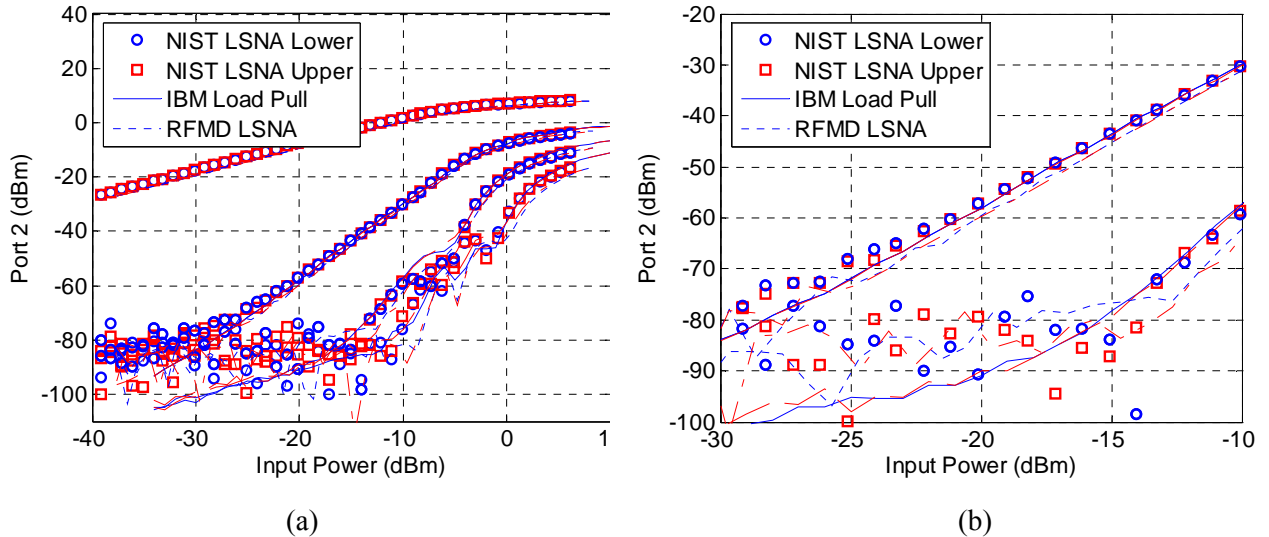 40
20
0
-20
-40
-60
-80
-100
-40
-30
-20
-10
0
1
Port 2 (dBm)
Input Power (dBm)
NIST LSNA Lower
NIST LSNA Upper
IBM Load Pull
RFMD LSNA
(a)
-20
-30
-40
-50
-60
-70
-80
-90
-100
-30
-25
-20
-15
-10
Port 2 (dBm)
Input Power (dBm)
NIST LSNA Lower
NIST LSNA Upper
IBM Load Pull
RFMD LSNA
(b)